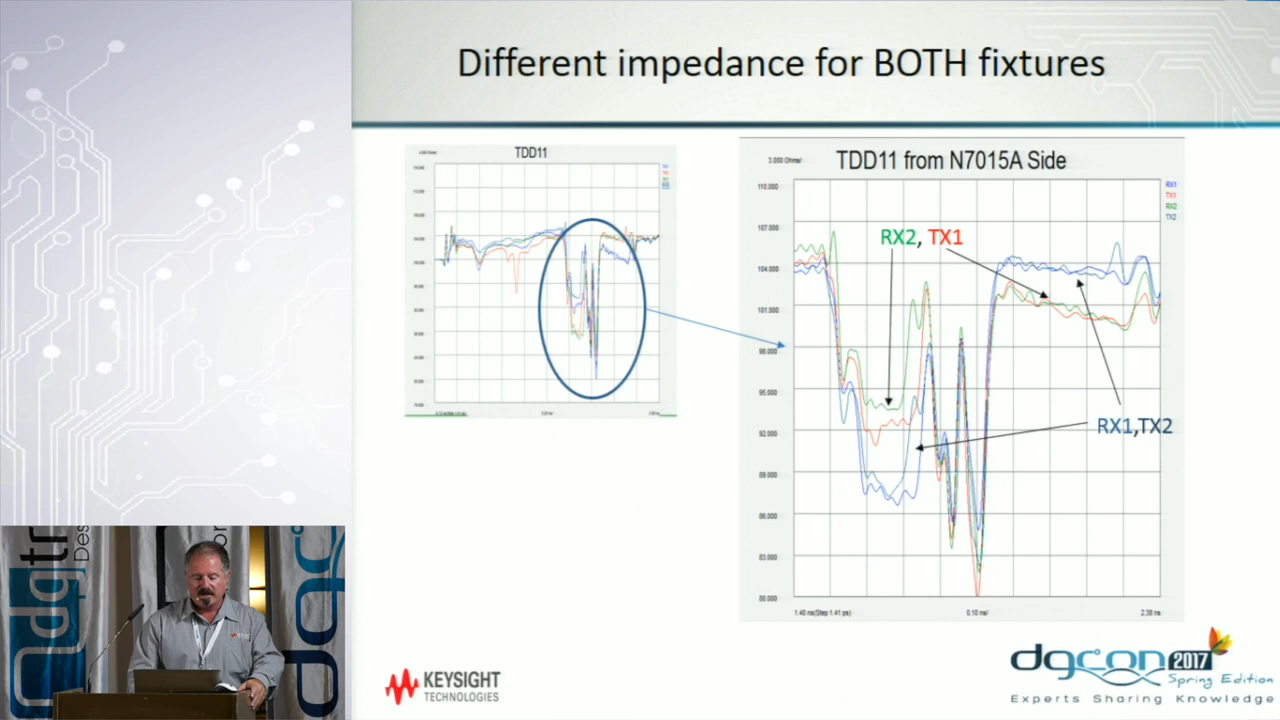 Different impedance for BOTH fixtures
TDD11
TDD11 from N7015A Side
3.000 Ohms/
110.000
107.000
104.000
101.000
98.000
95.000
92.000
89.000
86.000
83.000
80.000
RX1
TX1
RX2
TX2
RX2, TX1
RX1,TX2
1.40 ns(Step 1.41 ps)
0.10 ns/
2.38 ns
KEYSIGHT
TECHNOLOGIES
dgcon 2017
Spring Edition
Experts Sharing Knowledge
dgtr
Des